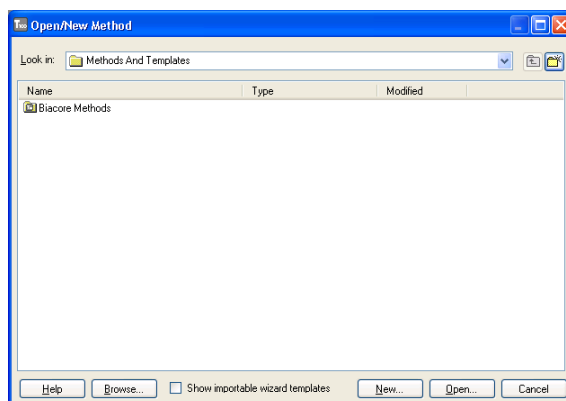 T100 Open/New Method
Look in: Methods And Templates
Name Type Modified
Biacore Methods
Help Browse... Show importable wizard templates New... Open... Cancel